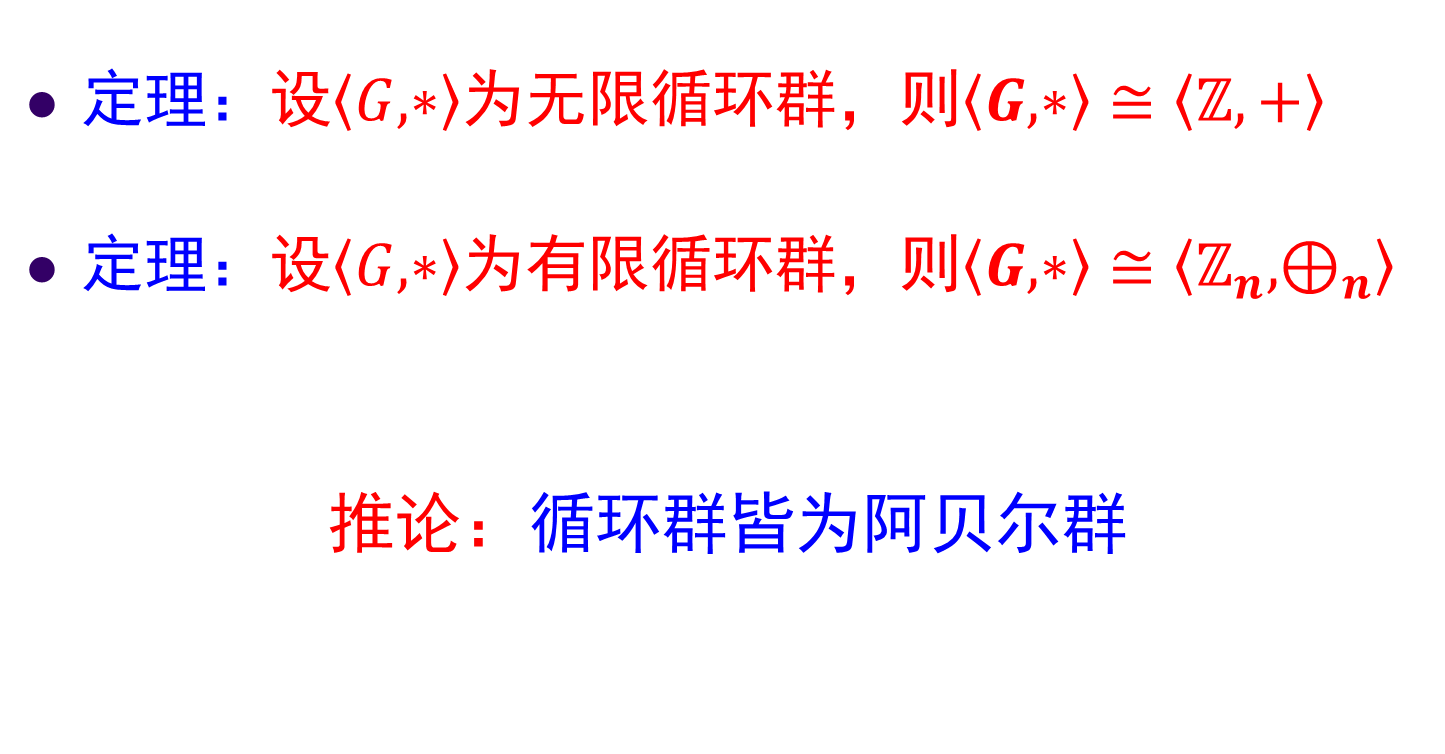 • 定理：设⟨𝐺,∗⟩为无限循环群，则⟨𝑮,∗⟩ ≅ ⟨ℤ, +⟩
• 定理：设⟨𝐺,∗⟩为有限循环群，则⟨𝑮,∗⟩ ≅ ⟨ℤₙ,⊕ₙ⟩
推论：循环群皆为阿贝尔群